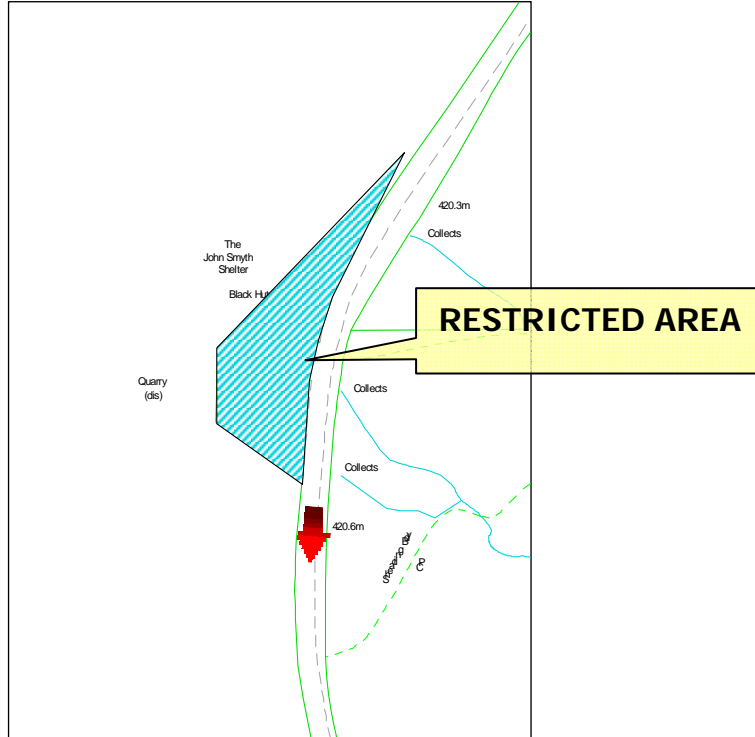 420.3m
Collects
The
John Smyth
Shelter
Black Hut
RESTRICTED AREA
Quarry
(dis)
Collects
Collects
420.6m